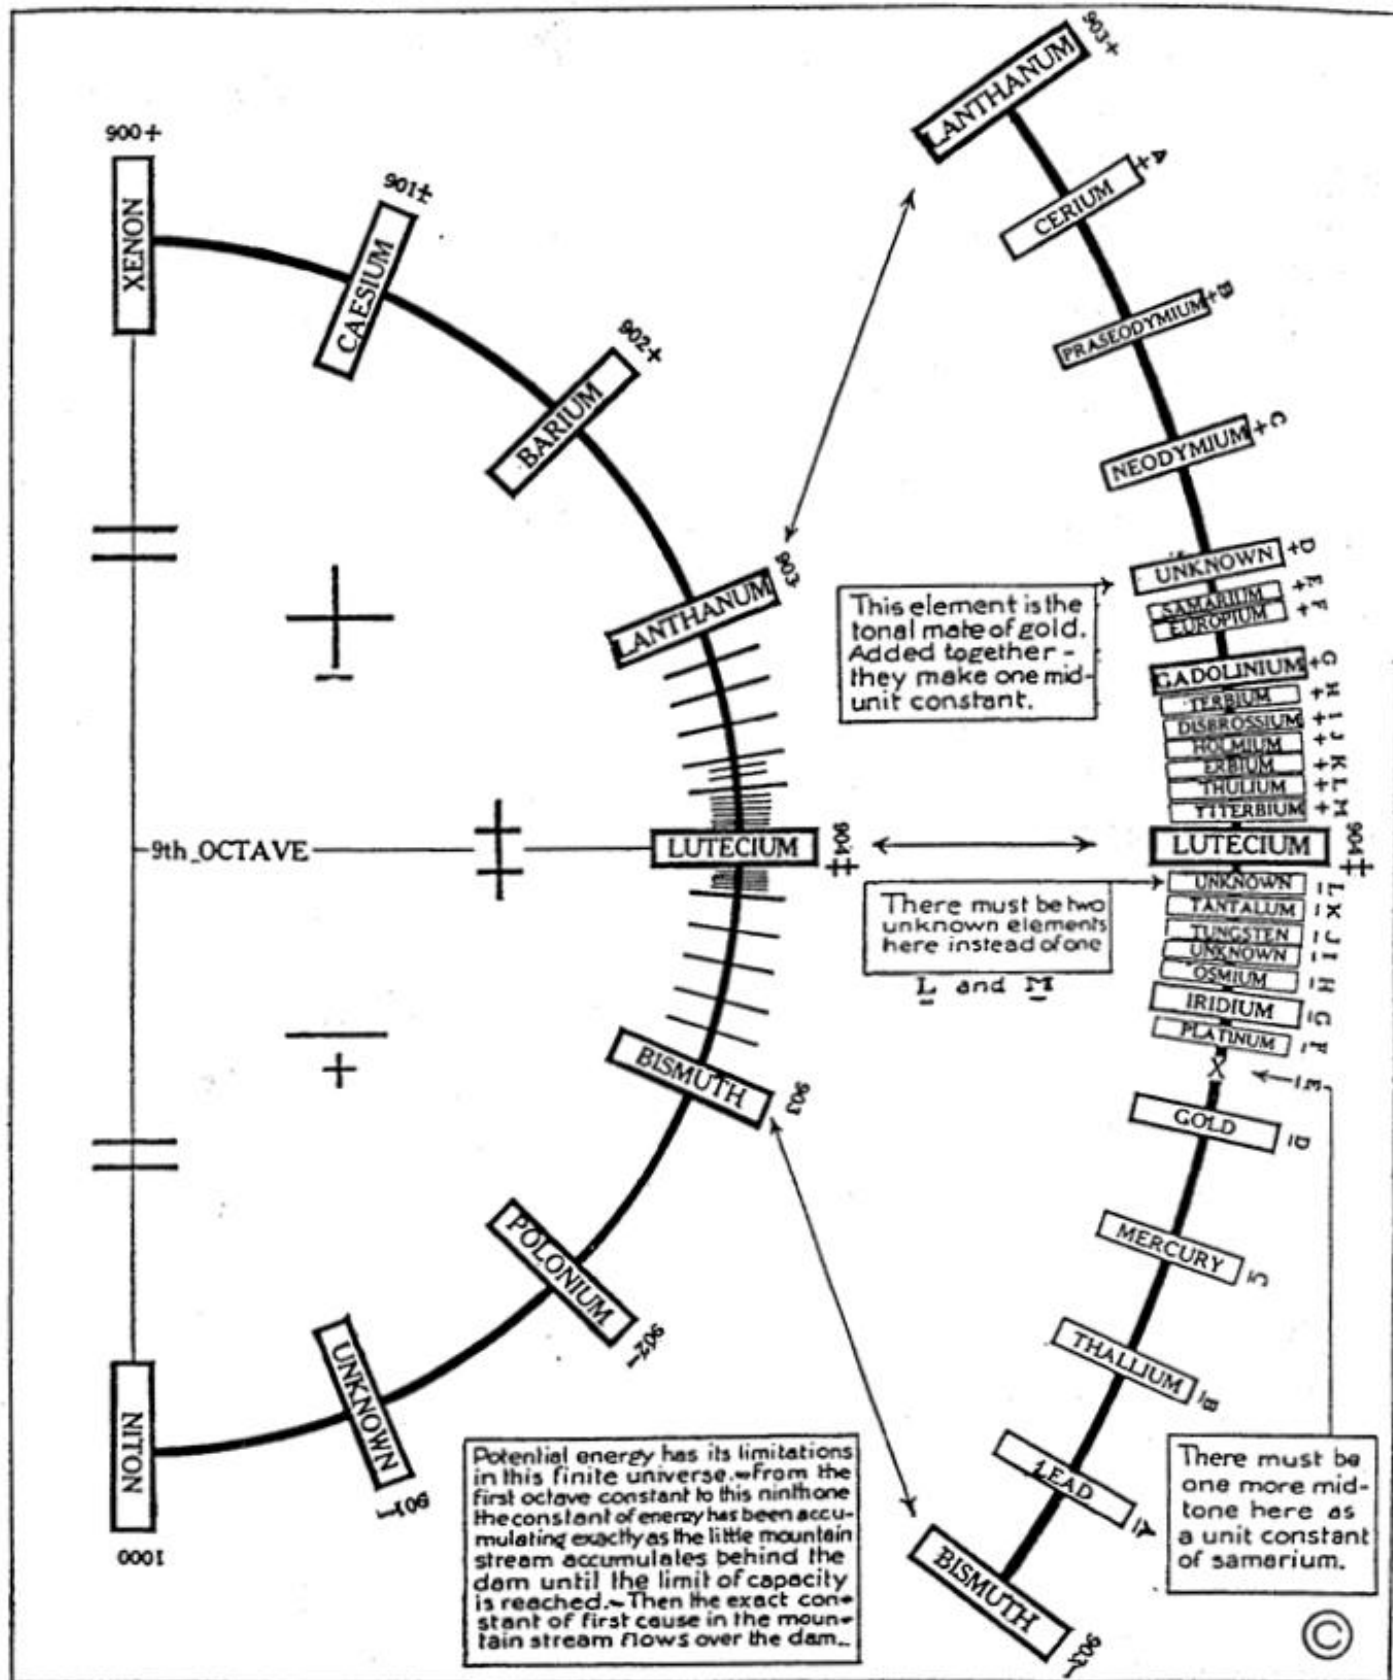 900+
XENON
901+
CAESIUM
902+
BARIUM
903
LANTHANUM
9th_OCTAVE
LUTECIUM
904‡
BISMUTH
903
POLONIUM
902
UNKNOWN
901
NITON
1000
LANTHANUM
903+
CERIUM
A+
PRASEODYMIUM
B+
NEODYMIUM
C+
UNKNOWN
D+
SAMARIUM
E+
EUROPIUM
F+
GADOLINIUM
G+
TERBIUM
H+
DISBROSSIUM
I+
HOLMIUM
J+
ERBIUM
K+
THULIUM
L+
YTTERBIUM
M+
LUTECIUM
904‡
UNKNOWN
L-
TANTALUM
K-
TUNGSTEN
J-
UNKNOWN
I-
OSMIUM
H-
IRIDIUM
G-
PLATINUM
F-
X
E-
GOLD
D-
MERCURY
C-
THALLIUM
B-
LEAD
A-
BISMUTH
903-
This element is the
tonal mate of gold.
Added together -
they make one mid-
unit constant.
There must be two
unknown elements
here instead of one
L and M
Potential energy has its limitations
in this finite universe.~From the
first octave constant to this ninth one
the constant of energy has been accu-
mulating exactly as the little mountain
stream accumulates behind the
dam until the limit of capacity
is reached.~Then the exact con-
stant of first cause in the moun-
tain stream flows over the dam..
There must be
one more mid-
tone here as
a unit constant
of samarium.
©